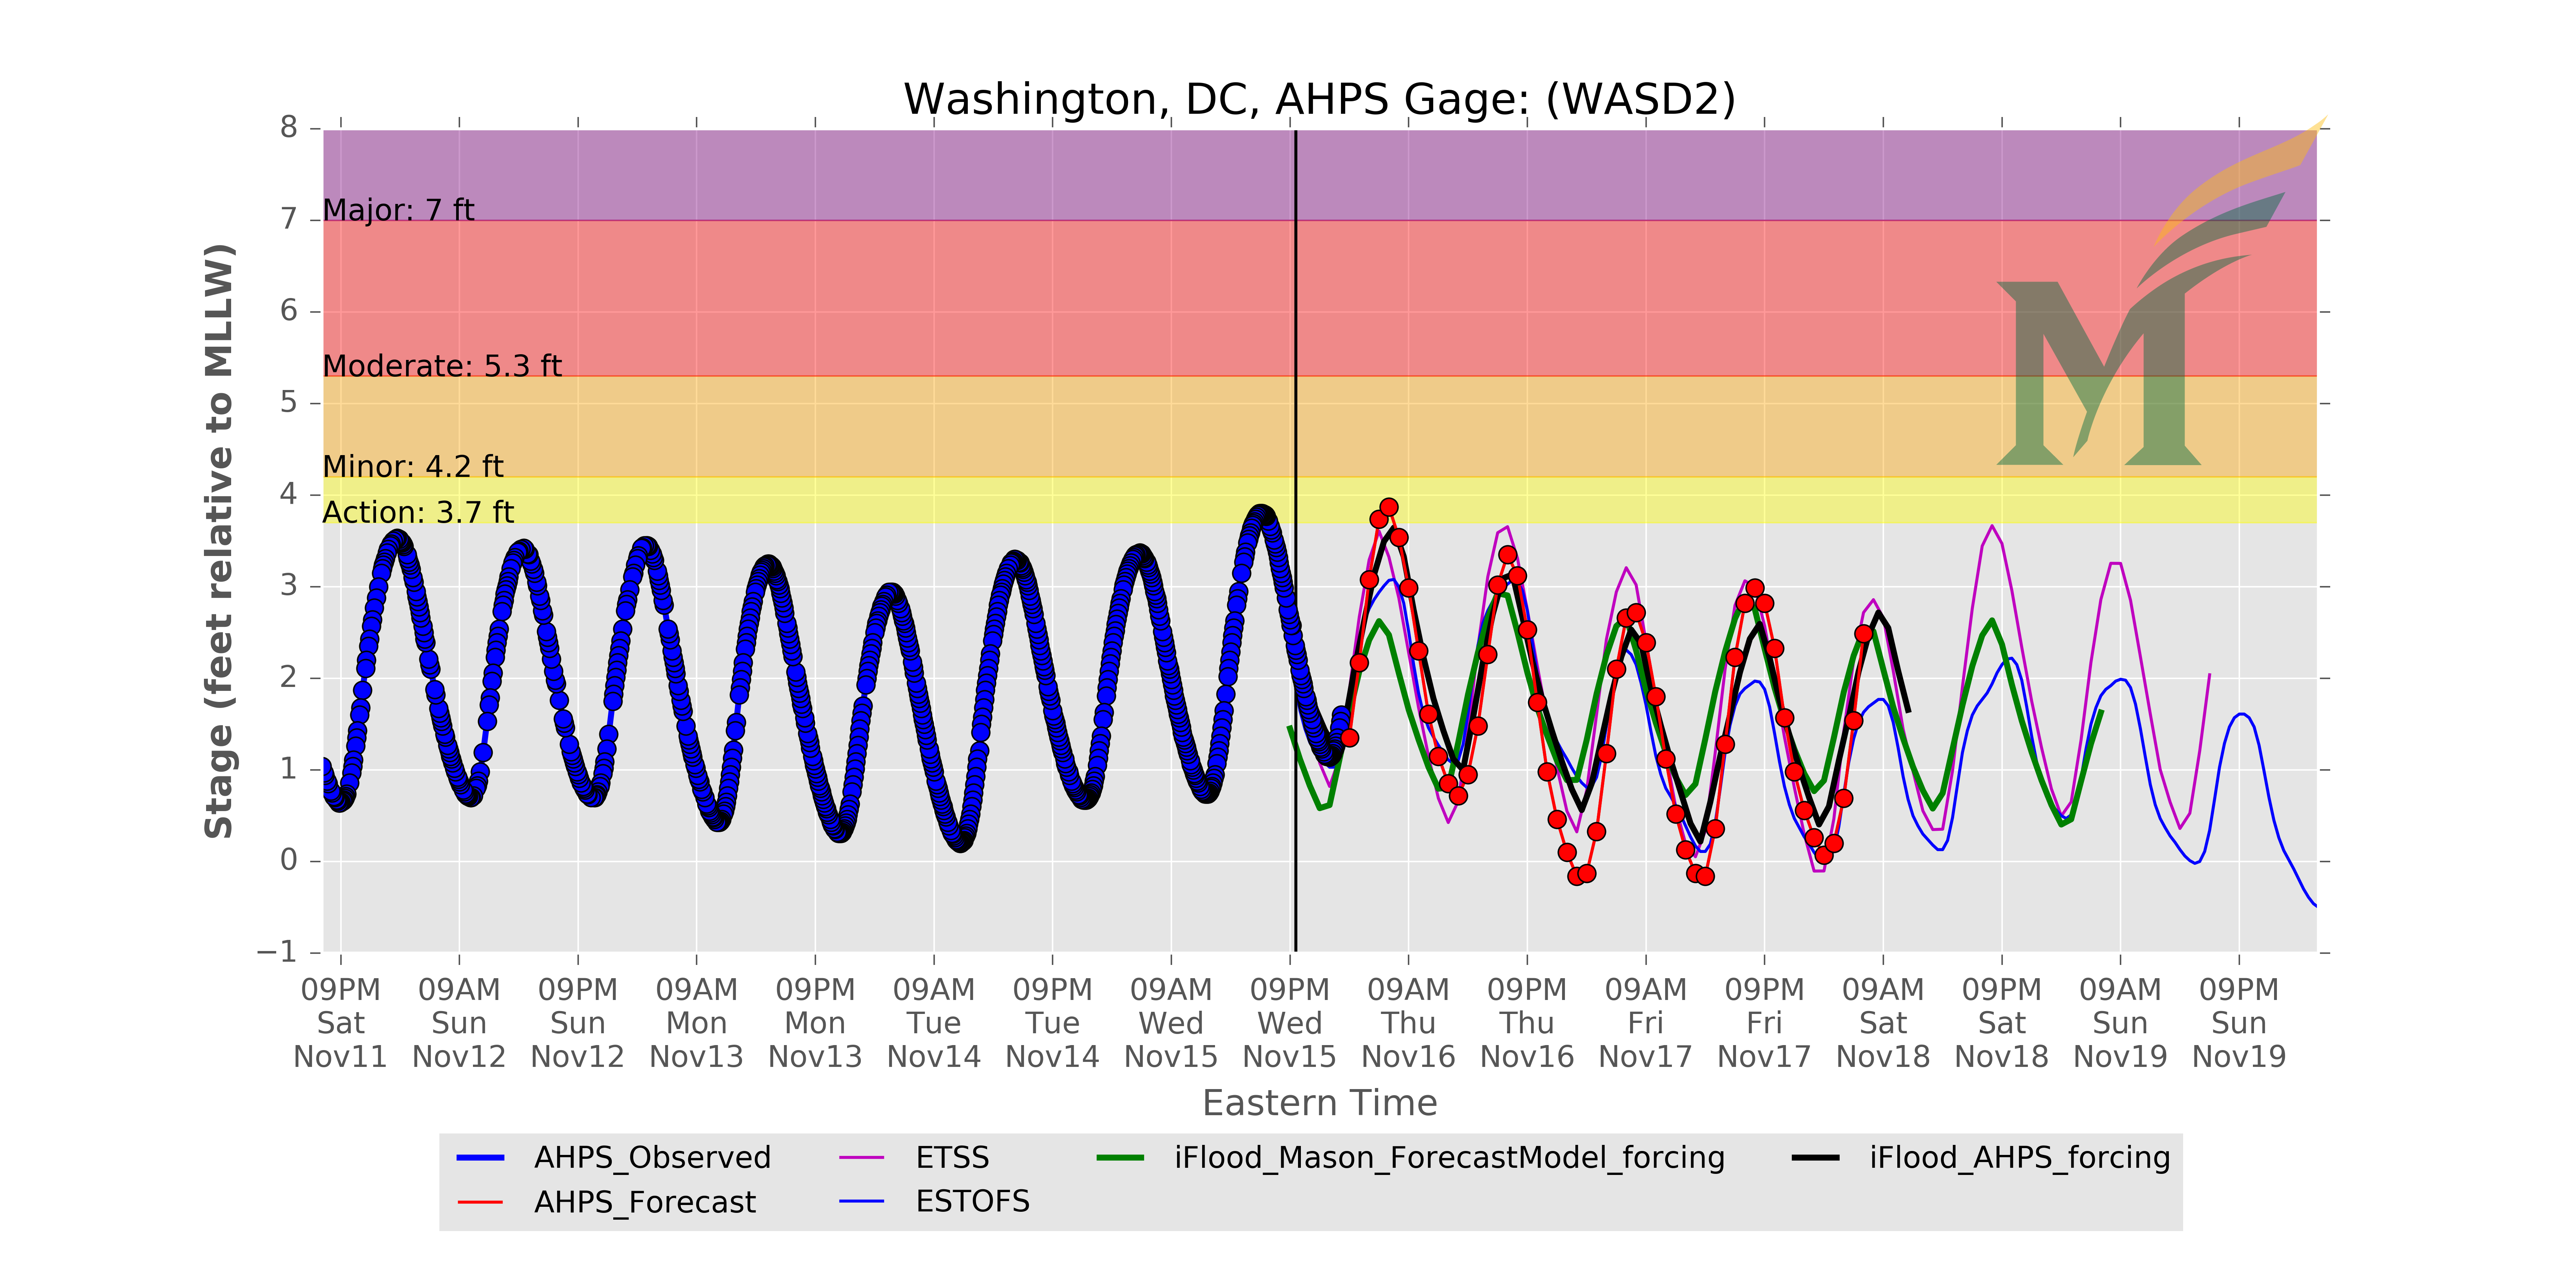 Washington, DC, AHPS Gage: (WASD2)
8
7
6
5
4
3
2
1
0
−1
Stage (feet relative to MLLW)
Major: 7 ft
Moderate: 5.3 ft
Minor: 4.2 ft
Action: 3.7 ft
M
09PM 09AM 09PM 09AM 09PM 09AM 09PM 09AM 09PM 09AM 09PM 09AM 09PM 09AM 09PM 09AM 09PM
Sat Sun Sun Mon Mon Tue Tue Wed Wed Thu Thu Fri Fri Sat Sat Sun Sun
Nov11 Nov12 Nov12 Nov13 Nov13 Nov14 Nov14 Nov15 Nov15 Nov16 Nov16 Nov17 Nov17 Nov18 Nov18 Nov19 Nov19
Eastern Time
AHPS_Observed ETSS iFlood_Mason_ForecastModel_forcing iFlood_AHPS_forcing
AHPS_Forecast ESTOFS